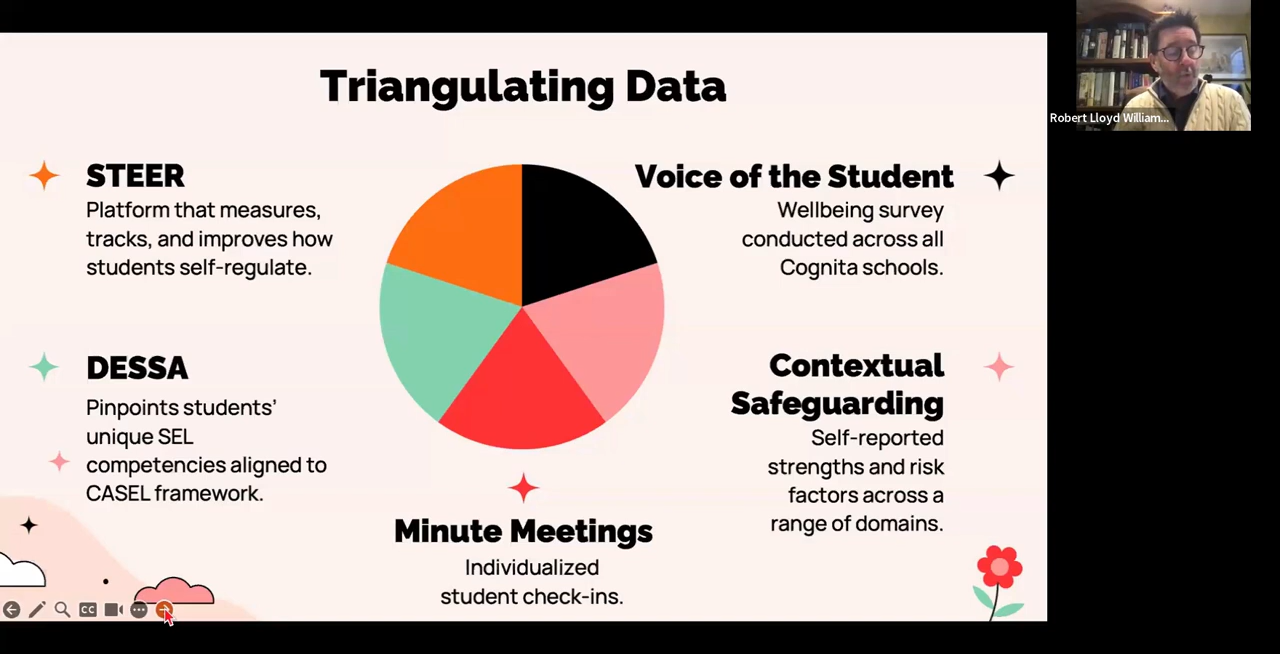 Triangulating Data
STEER
Platform that measures,
tracks, and improves how
students self-regulate.
DESSA
Pinpoints students’
unique SEL
competencies aligned to
CASEL framework.
Minute Meetings
Individualized
student check-ins.
Voice of the Student
Wellbeing survey
conducted across all
Cognita schools.
Contextual
Safeguarding
Self-reported
strengths and risk
factors across a
range of domains.
CC
Robert Lloyd William...